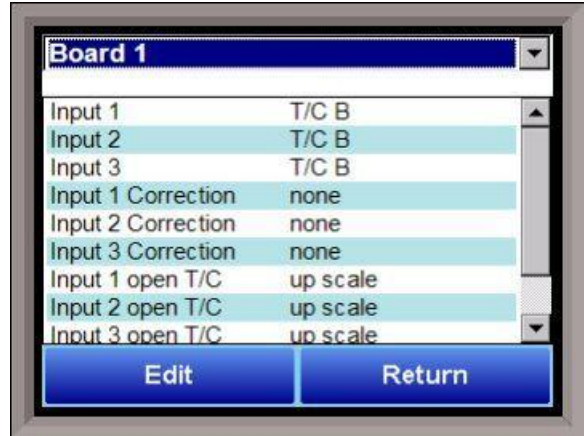 Board 1
Input 1 T/C B
Input 2 T/C B
Input 3 T/C B
Input 1 Correction none
Input 2 Correction none
Input 3 Correction none
Input 1 open T/C up scale
Input 2 open T/C up scale
Input 3 open T/C up scale
Edit Return